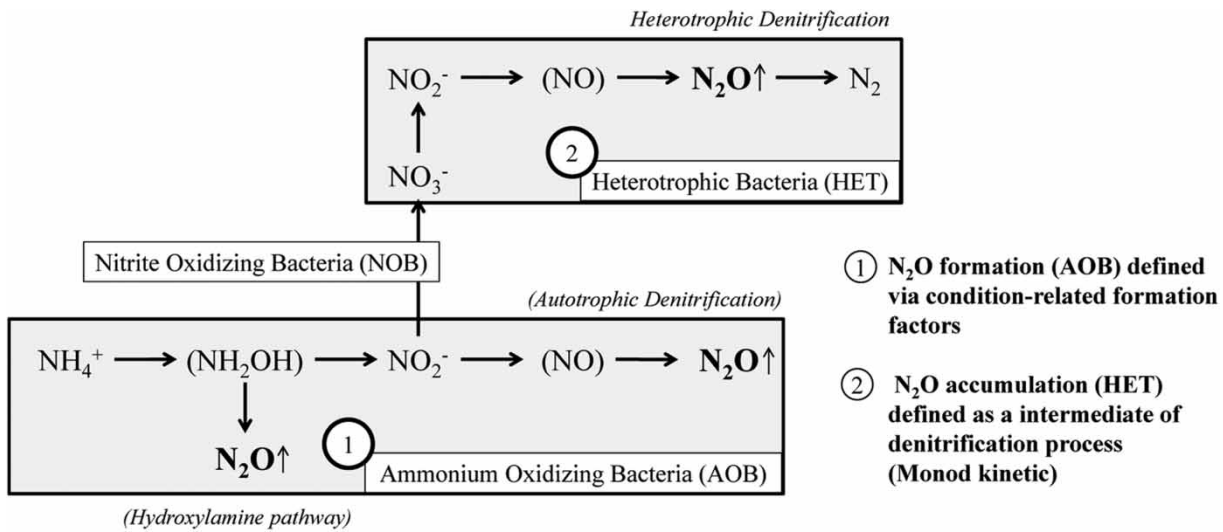 Heterotrophic Denitrification
NO₂⁻ → (NO) → N₂O↑ → N₂
2
NO₃⁻
Heterotrophic Bacteria (HET)
Nitrite Oxidizing Bacteria (NOB)
(Autotrophic Denitrification)
NH₄⁺ → (NH₂OH) → NO₂⁻ → (NO) → N₂O↑
N₂O↑
1
Ammonium Oxidizing Bacteria (AOB)
(Hydroxylamine pathway)
1 N₂O formation (AOB) defined
via condition-related formation
factors
2 N₂O accumulation (HET)
defined as a intermediate of
denitrification process
(Monod kinetic)